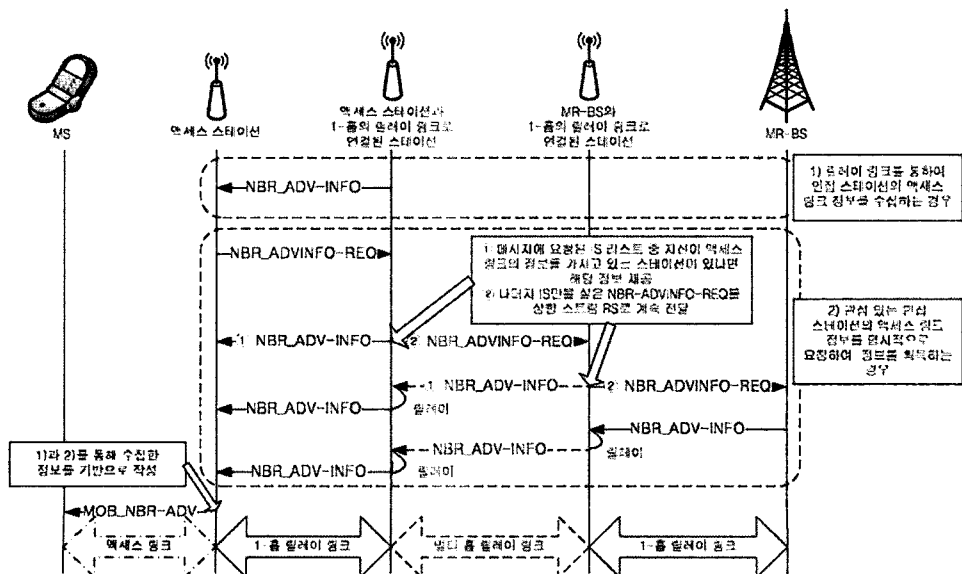 MS
액세스 스테이션
액세스 스테이션과
1-홉의 릴레이 링크로
연결된 스테이션
MR-BS와
1-홉의 릴레이 링크로
연결된 스테이션
MR-BS
NBR_ADV-INFO
1) 릴레이 링크를 통하여
인접 스테이션의 액세스
링크 정보를 수집하는 경우
NBR_ADVINFO-REQ
1) 메시지에 요청된 IS 리스트 중 자신이 액세스
링크의 정보를 가지고 있는 스테이션이 있다면
해당 정보 제공
2) 나머지 IS만을 실은 NBR-ADVINFO-REQ를
상향 스트림 RS로 계속 전달
2) 관심 있는 인접
스테이션의 액세스 링크
정보를 명시적으로
요청하여 정보를 획득하는
경우
1) NBR_ADV-INFO
2) NBR_ADVINFO-REQ
1) NBR_ADV-INFO
2) NBR_ADVINFO-REQ
NBR_ADV-INFO
릴레이
NBR_ADV-INFO
NBR_ADV-INFO
릴레이
NBR_ADV-INFO
릴레이
1)과 2)를 통해 수집한
정보를 기반으로 작성
MOB_NBR-ADV
액세스 링크
1-홉 릴레이 링크
멀티 홉 릴레이 링크
1-홉 릴레이 링크